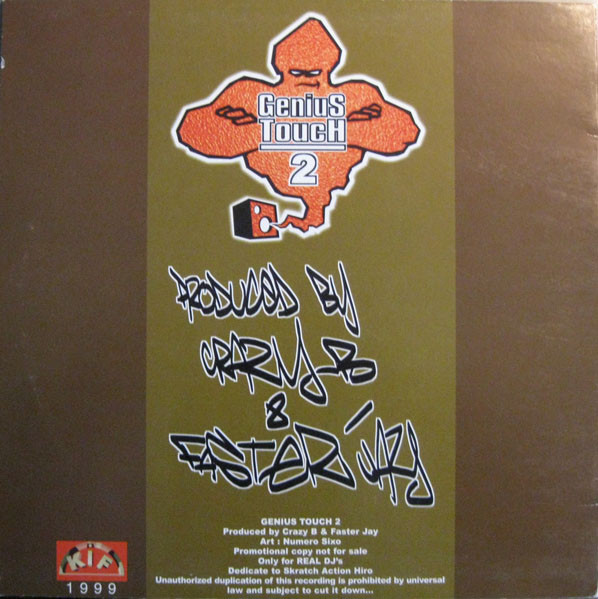 GeniuS
ToucH
2
PRODUCED BY
CRAZY-B
&
FASTER JAY
GENIUS TOUCH 2
Produced by Crazy B & Faster Jay
Art : Numero Sixo
Promotional copy not for sale
Only for REAL DJ's
Dedicate to Skratch Action Hiro
Unauthorized duplication of this recording is prohibited by universal
law and subject to cut it down...
KIF
1999